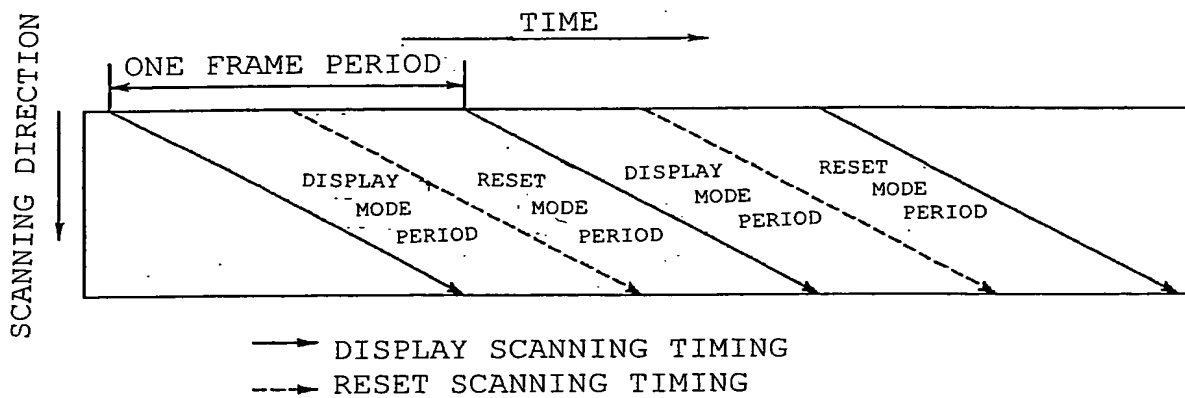 TIME
ONE FRAME PERIOD
SCANNING DIRECTION
DISPLAY
MODE
PERIOD
RESET
MODE
PERIOD
DISPLAY
MODE
PERIOD
RESET
MODE
PERIOD
DISPLAY SCANNING TIMING
RESET SCANNING TIMING